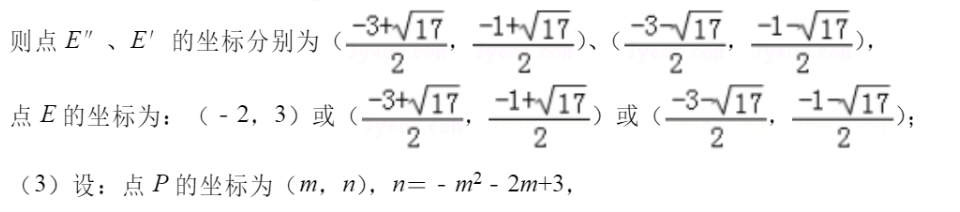 则点 E″ 、E′ 的坐标分别为（(-3+√17)/2，(-1+√17)/2）、（(-3-√17)/2，(-1-√17)/2），
点 E 的坐标为：（﹣2，3）或（(-3+√17)/2，(-1+√17)/2）或（(-3-√17)/2，(-1-√17)/2）；
（3）设：点 P 的坐标为（m，n），n=﹣m²﹣2m+3，